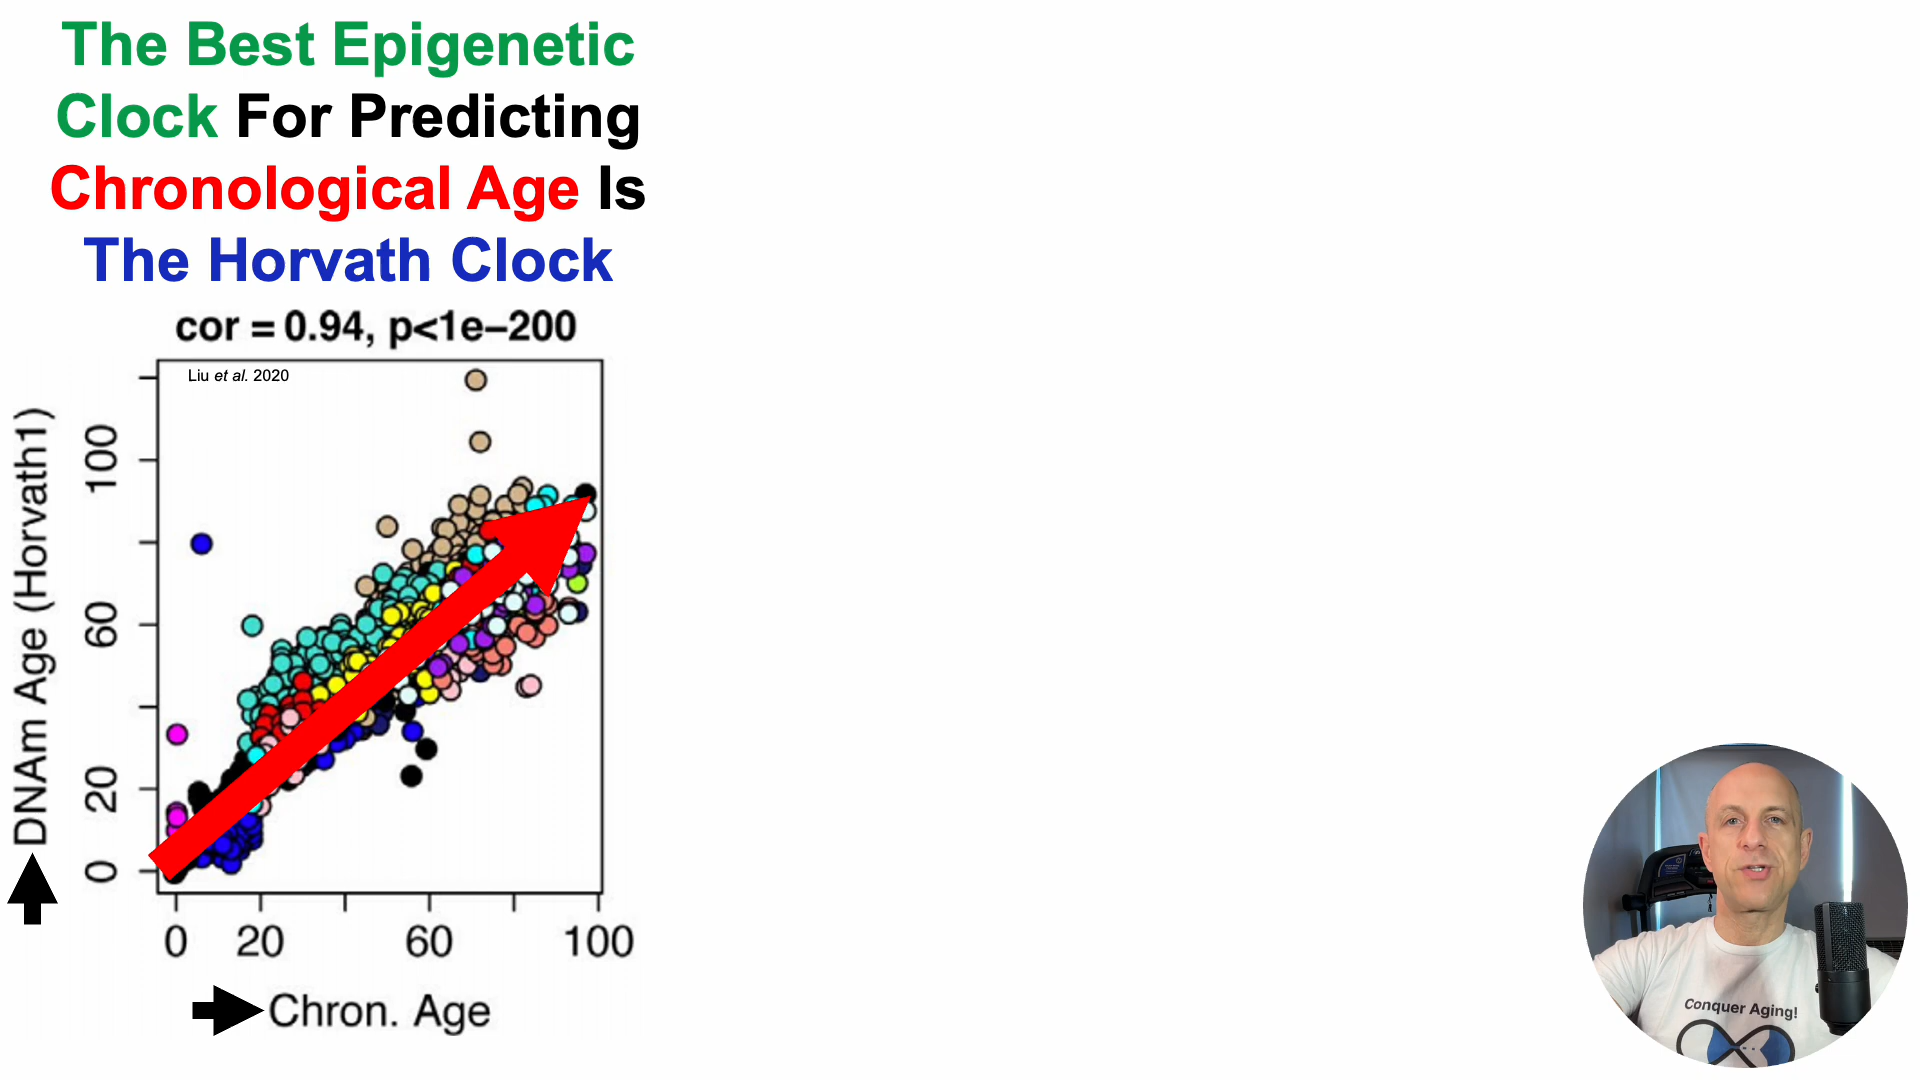 The Best Epigenetic
Clock For Predicting
Chronological Age Is
The Horvath Clock
cor = 0.94, p<1e−200
Liu et al. 2020
DNAm Age (Horvath1)
100
60
20
0
0 20 60 100
Chron. Age
Conquer Aging!